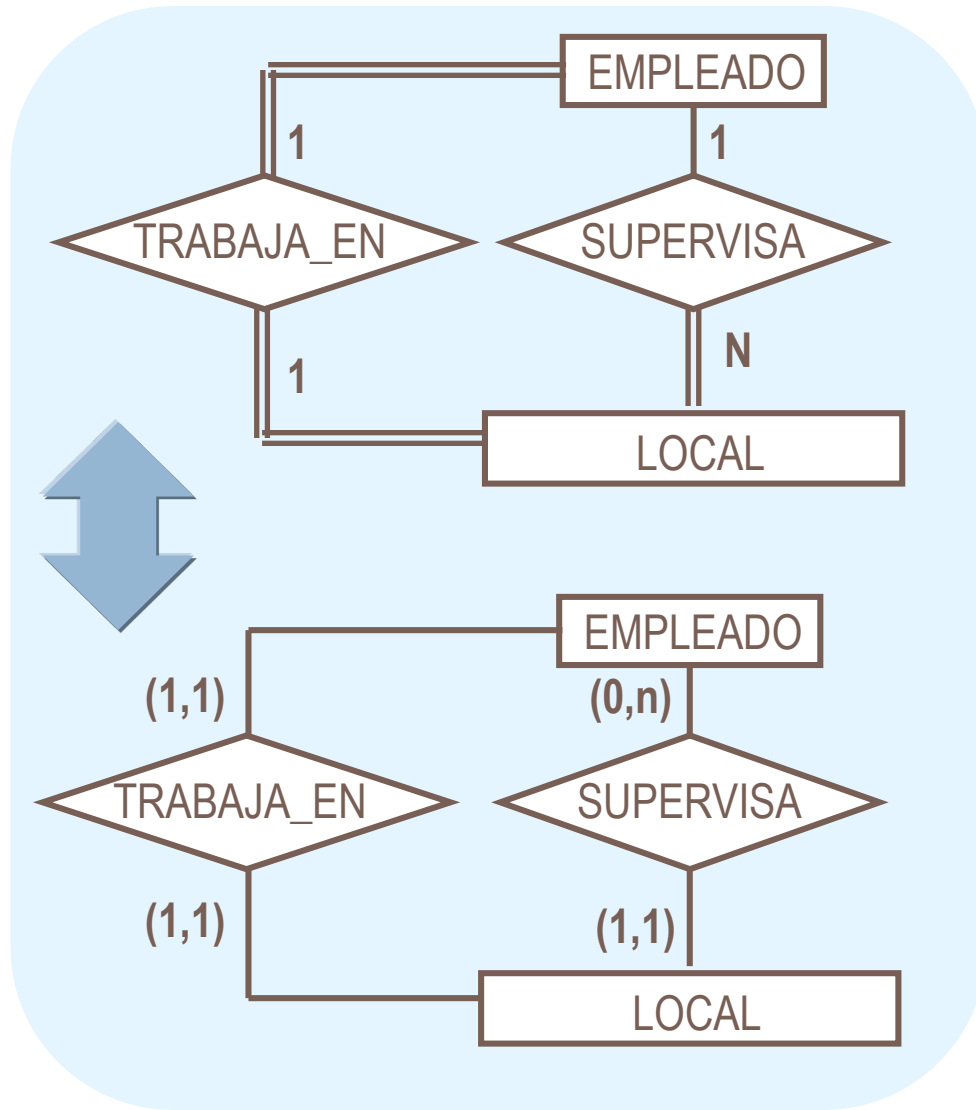 EMPLEADO
1
1
TRABAJA_EN
SUPERVISA
1
N
LOCAL
EMPLEADO
(1,1)
(0,n)
TRABAJA_EN
SUPERVISA
(1,1)
(1,1)
LOCAL